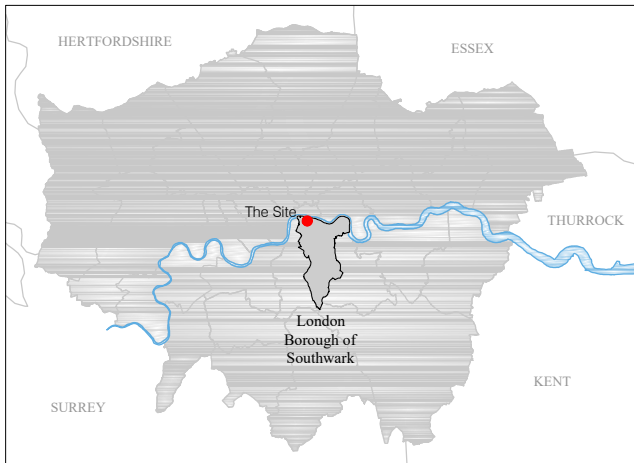 HERTFORDSHIRE
ESSEX
The Site
THURROCK
London
Borough of
Southwark
KENT
SURREY